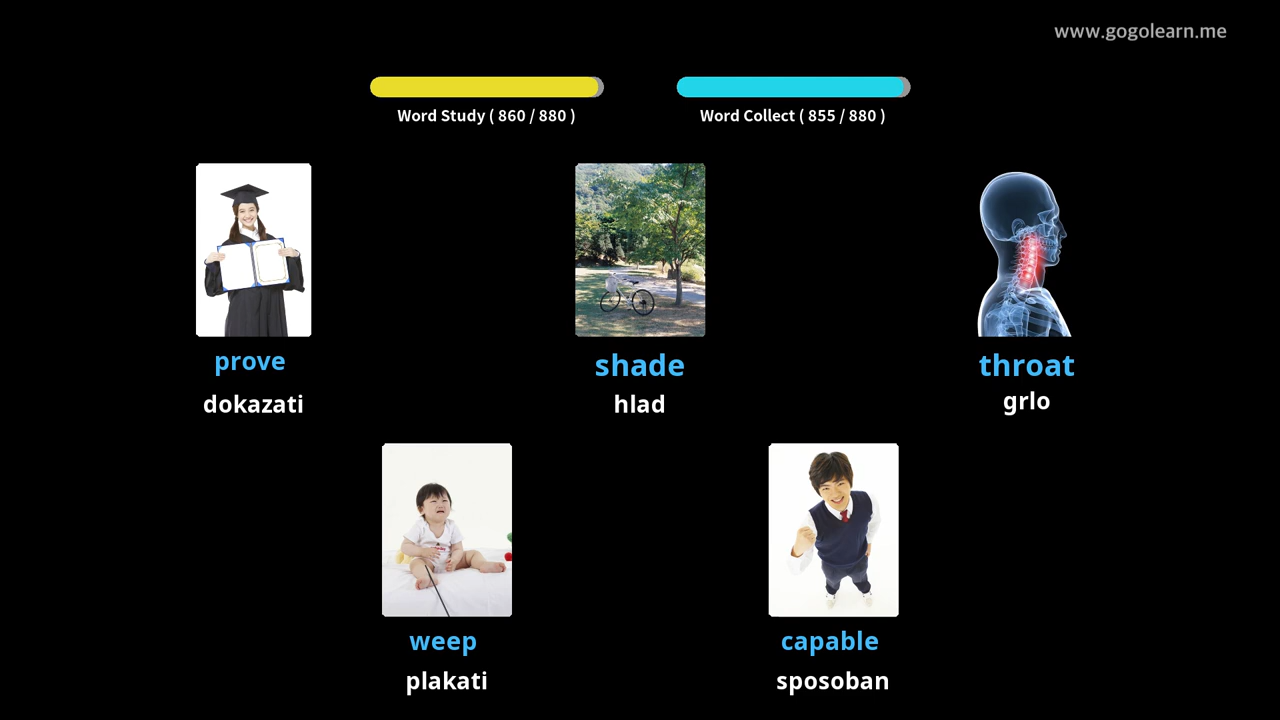 www.gogolearn.me
Word Study ( 860 / 880 )
Word Collect ( 855 / 880 )
prove
dokazati
shade
hlad
throat
grlo
weep
plakati
capable
sposoban